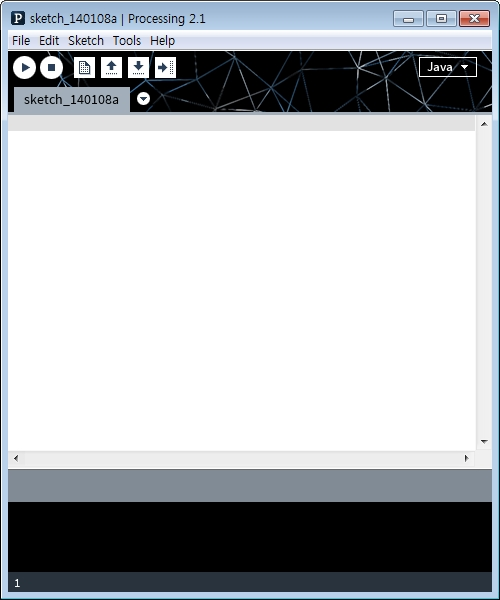 P sketch_140108a | Processing 2.1
File Edit Sketch Tools Help
Java
sketch_140108a
1